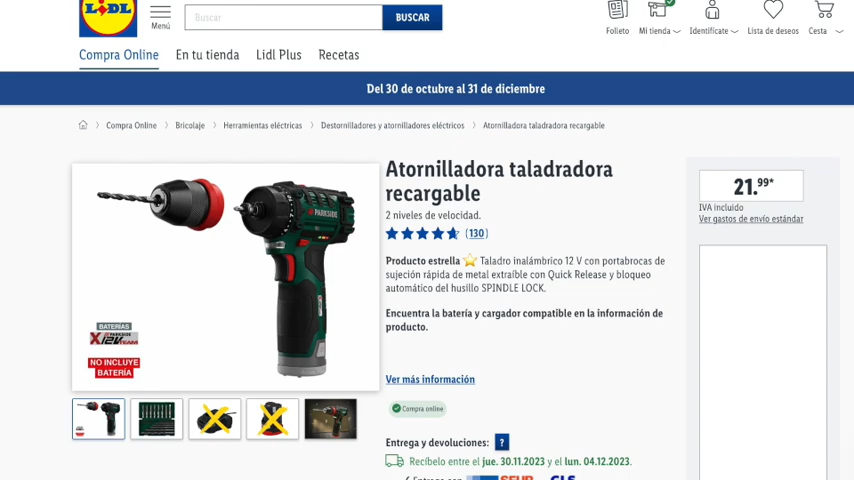 LIDL
Menú
Buscar
BUSCAR
Folleto
Mi tienda
Identifícate
Lista de deseos
Cesta
Compra Online
En tu tienda
Lidl Plus
Recetas
Del 30 de octubre al 31 de diciembre
Compra Online
Bricolaje
Herramientas eléctricas
Destornilladores y atornilladores eléctricos
Atornilladora taladradora recargable
Atornilladora taladradora
recargable
2 niveles de velocidad.
(130)
Producto estrella ⭐ Taladro inalámbrico 12 V con portabrocas de
sujeción rápida de metal extraíble con Quick Release y bloqueo
automático del husillo SPINDLE LOCK.
Encuentra la batería y cargador compatible en la información de
producto.
Ver más información
Compra online
Entrega y devoluciones: ?
Recíbelo entre el jue. 30.11.2023 y el lun. 04.12.2023.
21.99*
IVA incluido
Ver gastos de envío estándar
PARKSIDE
BATERÍAS
X12V TEAM
NO INCLUYE
BATERÍA